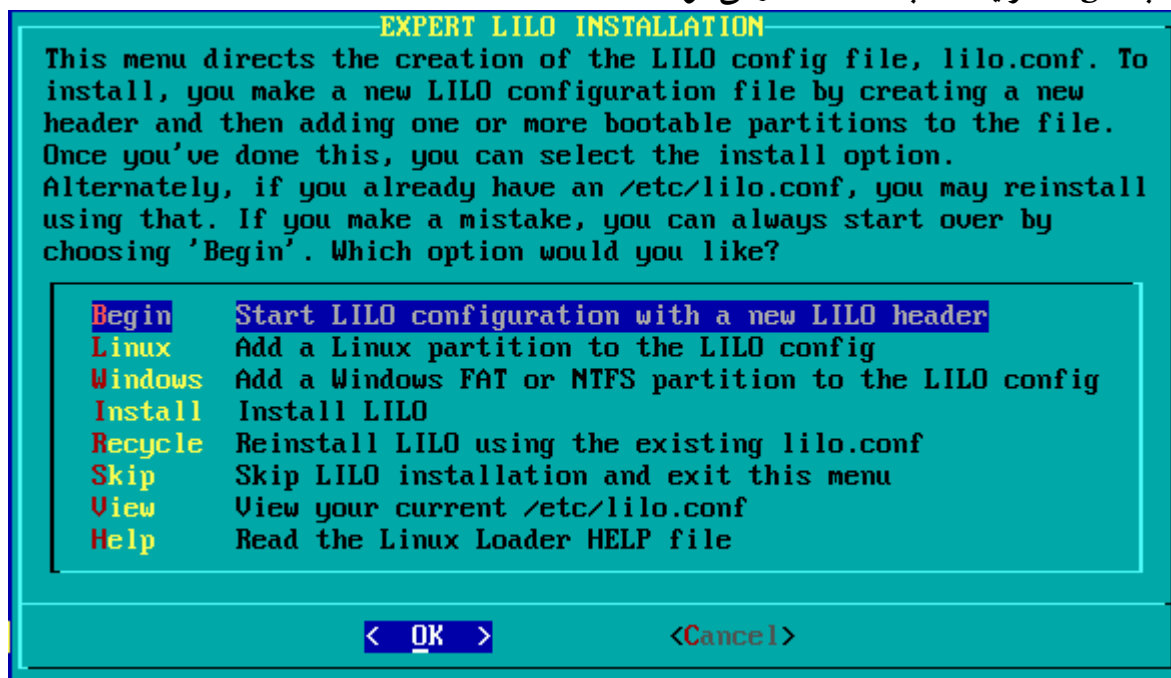 EXPERT LILO INSTALLATION
This menu directs the creation of the LILO config file, lilo.conf. To
install, you make a new LILO configuration file by creating a new
header and then adding one or more bootable partitions to the file.
Once you've done this, you can select the install option.
Alternately, if you already have an /etc/lilo.conf, you may reinstall
using that. If you make a mistake, you can always start over by
choosing 'Begin'. Which option would you like?
Begin Start LILO configuration with a new LILO header
Linux Add a Linux partition to the LILO config
Windows Add a Windows FAT or NTFS partition to the LILO config
Install Install LILO
Recycle Reinstall LILO using the existing lilo.conf
Skip Skip LILO installation and exit this menu
View View your current /etc/lilo.conf
Help Read the Linux Loader HELP file
< OK > <Cancel>